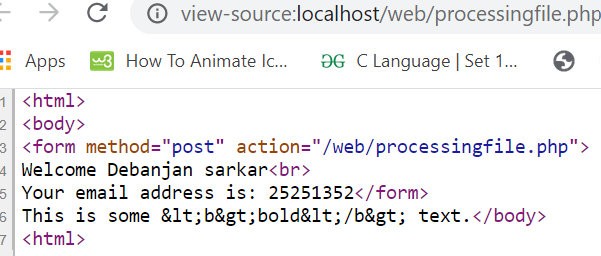 view-source:localhost/web/processingfile.php
Apps w3 How To Animate Ic... GG C Language | Set 1...
1 <html>
2 <body>
3 <form method="post" action="/web/processingfile.php">
4 Welcome Debanjan sarkar<br>
5 Your email address is: 25251352</form>
6 This is some &lt;b&gt;bold&lt;/b&gt; text.</body>
7 <html>